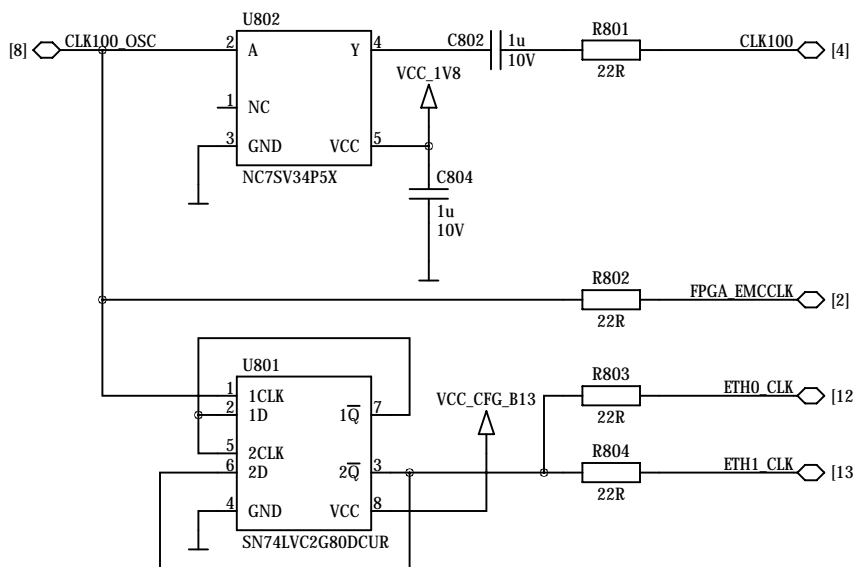 U802
[8] CLK100_OSC 2 A Y 4 C802 1u 10V R801 22R CLK100 [4]
1 NC VCC_1V8
3 GND VCC 5
NC7SV34P5X
C804
1u
10V
R802 FPGA_EMCCLK [2]
22R
U801
1 1CLK
2 1D 1Q 7
5 2CLK
6 2D 2Q 3
4 GND VCC 8
SN74LVC2G80DCUR
VCC_CFG_B13
R803 ETH0_CLK [12
22R
R804 ETH1_CLK [13
22R